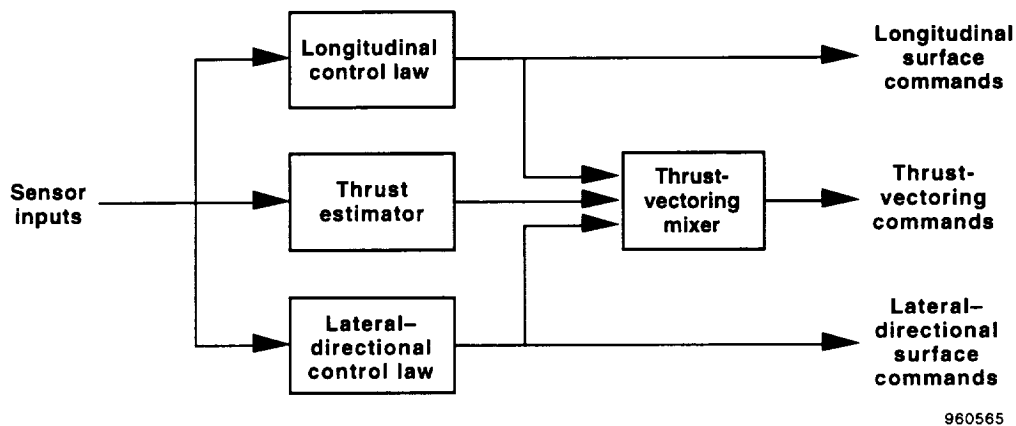 Longitudinal
control law
Longitudinal
surface
commands
Sensor
inputs
Thrust
estimator
Thrust-
vectoring
mixer
Thrust-
vectoring
commands
Lateral–
directional
control law
Lateral–
directional
surface
commands
960565